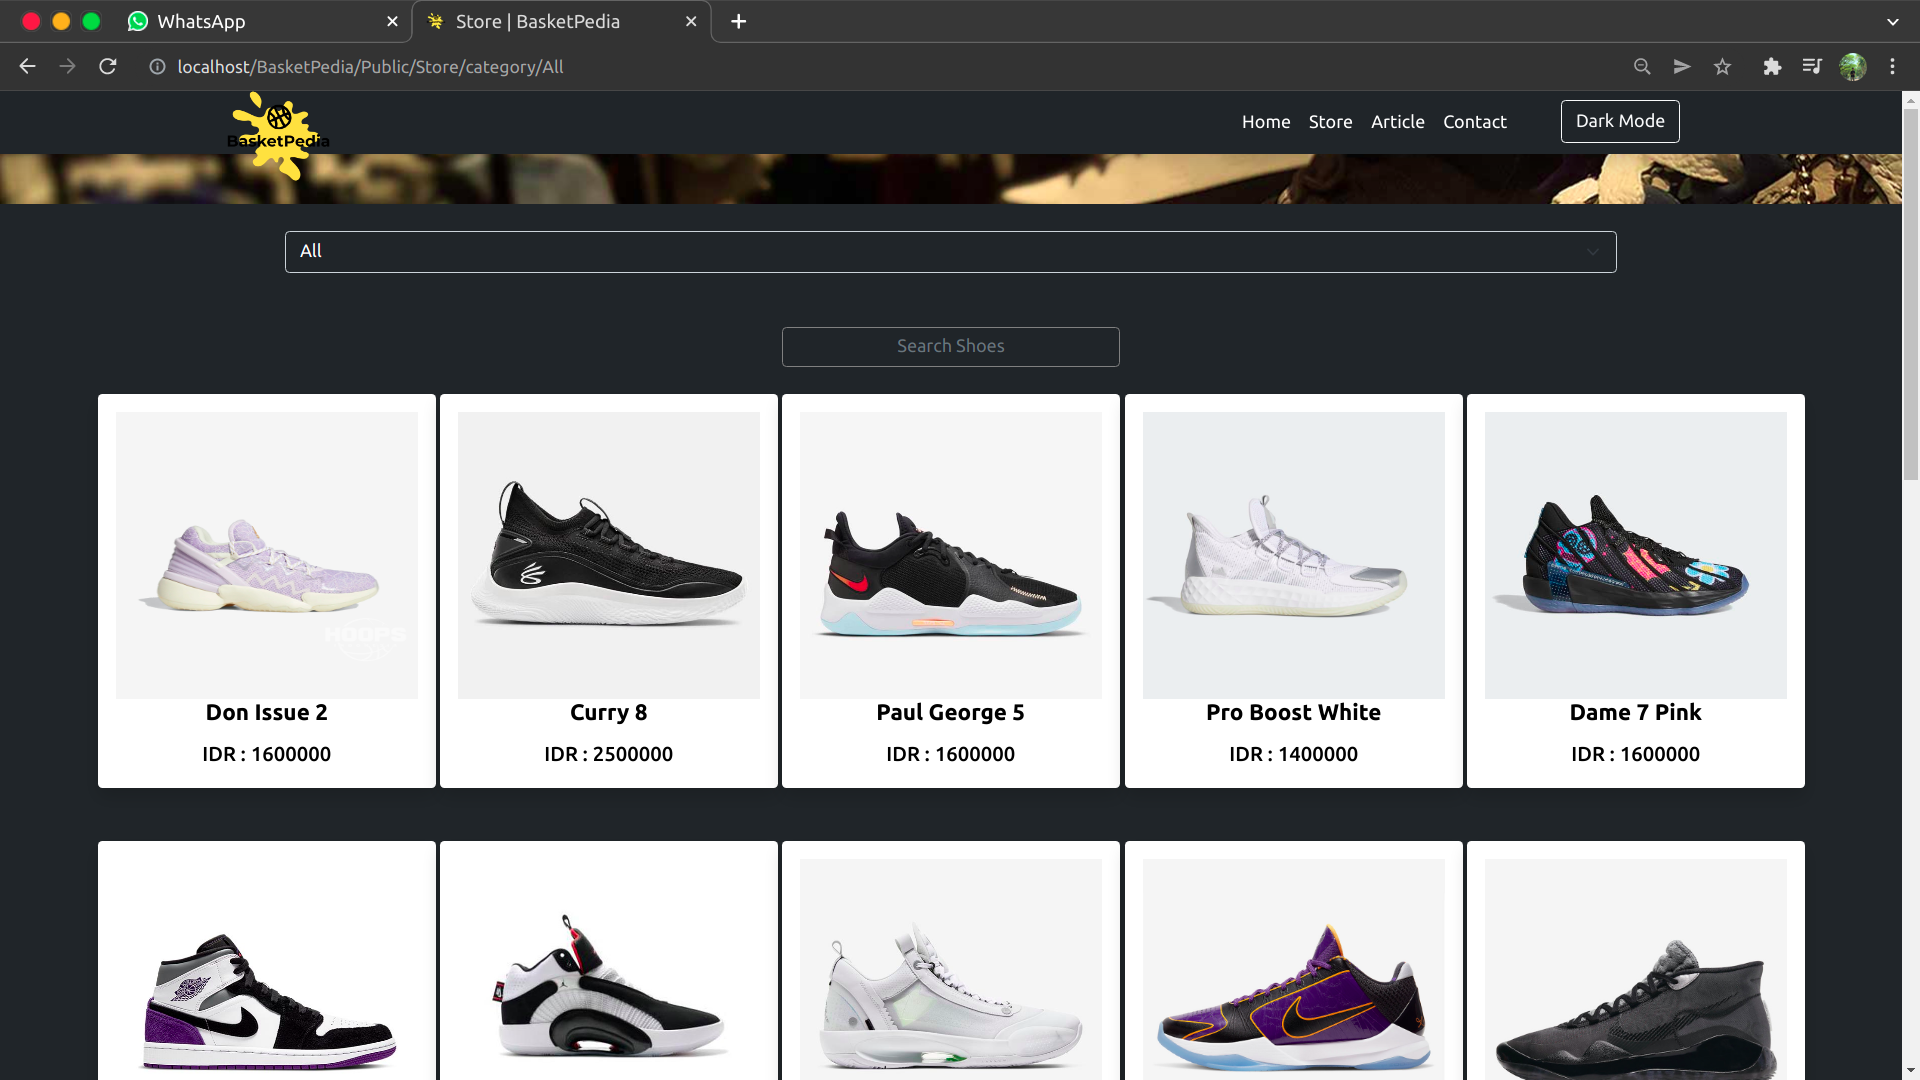 WhatsApp
Store | BasketPedia
localhost/BasketPedia/Public/Store/category/All
BasketPedia
Home Store Article Contact Dark Mode
All
Search Shoes
HOOPS
Don Issue 2
Curry 8
Paul George 5
Pro Boost White
Dame 7 Pink
IDR : 1600000
IDR : 2500000
IDR : 1600000
IDR : 1400000
IDR : 1600000